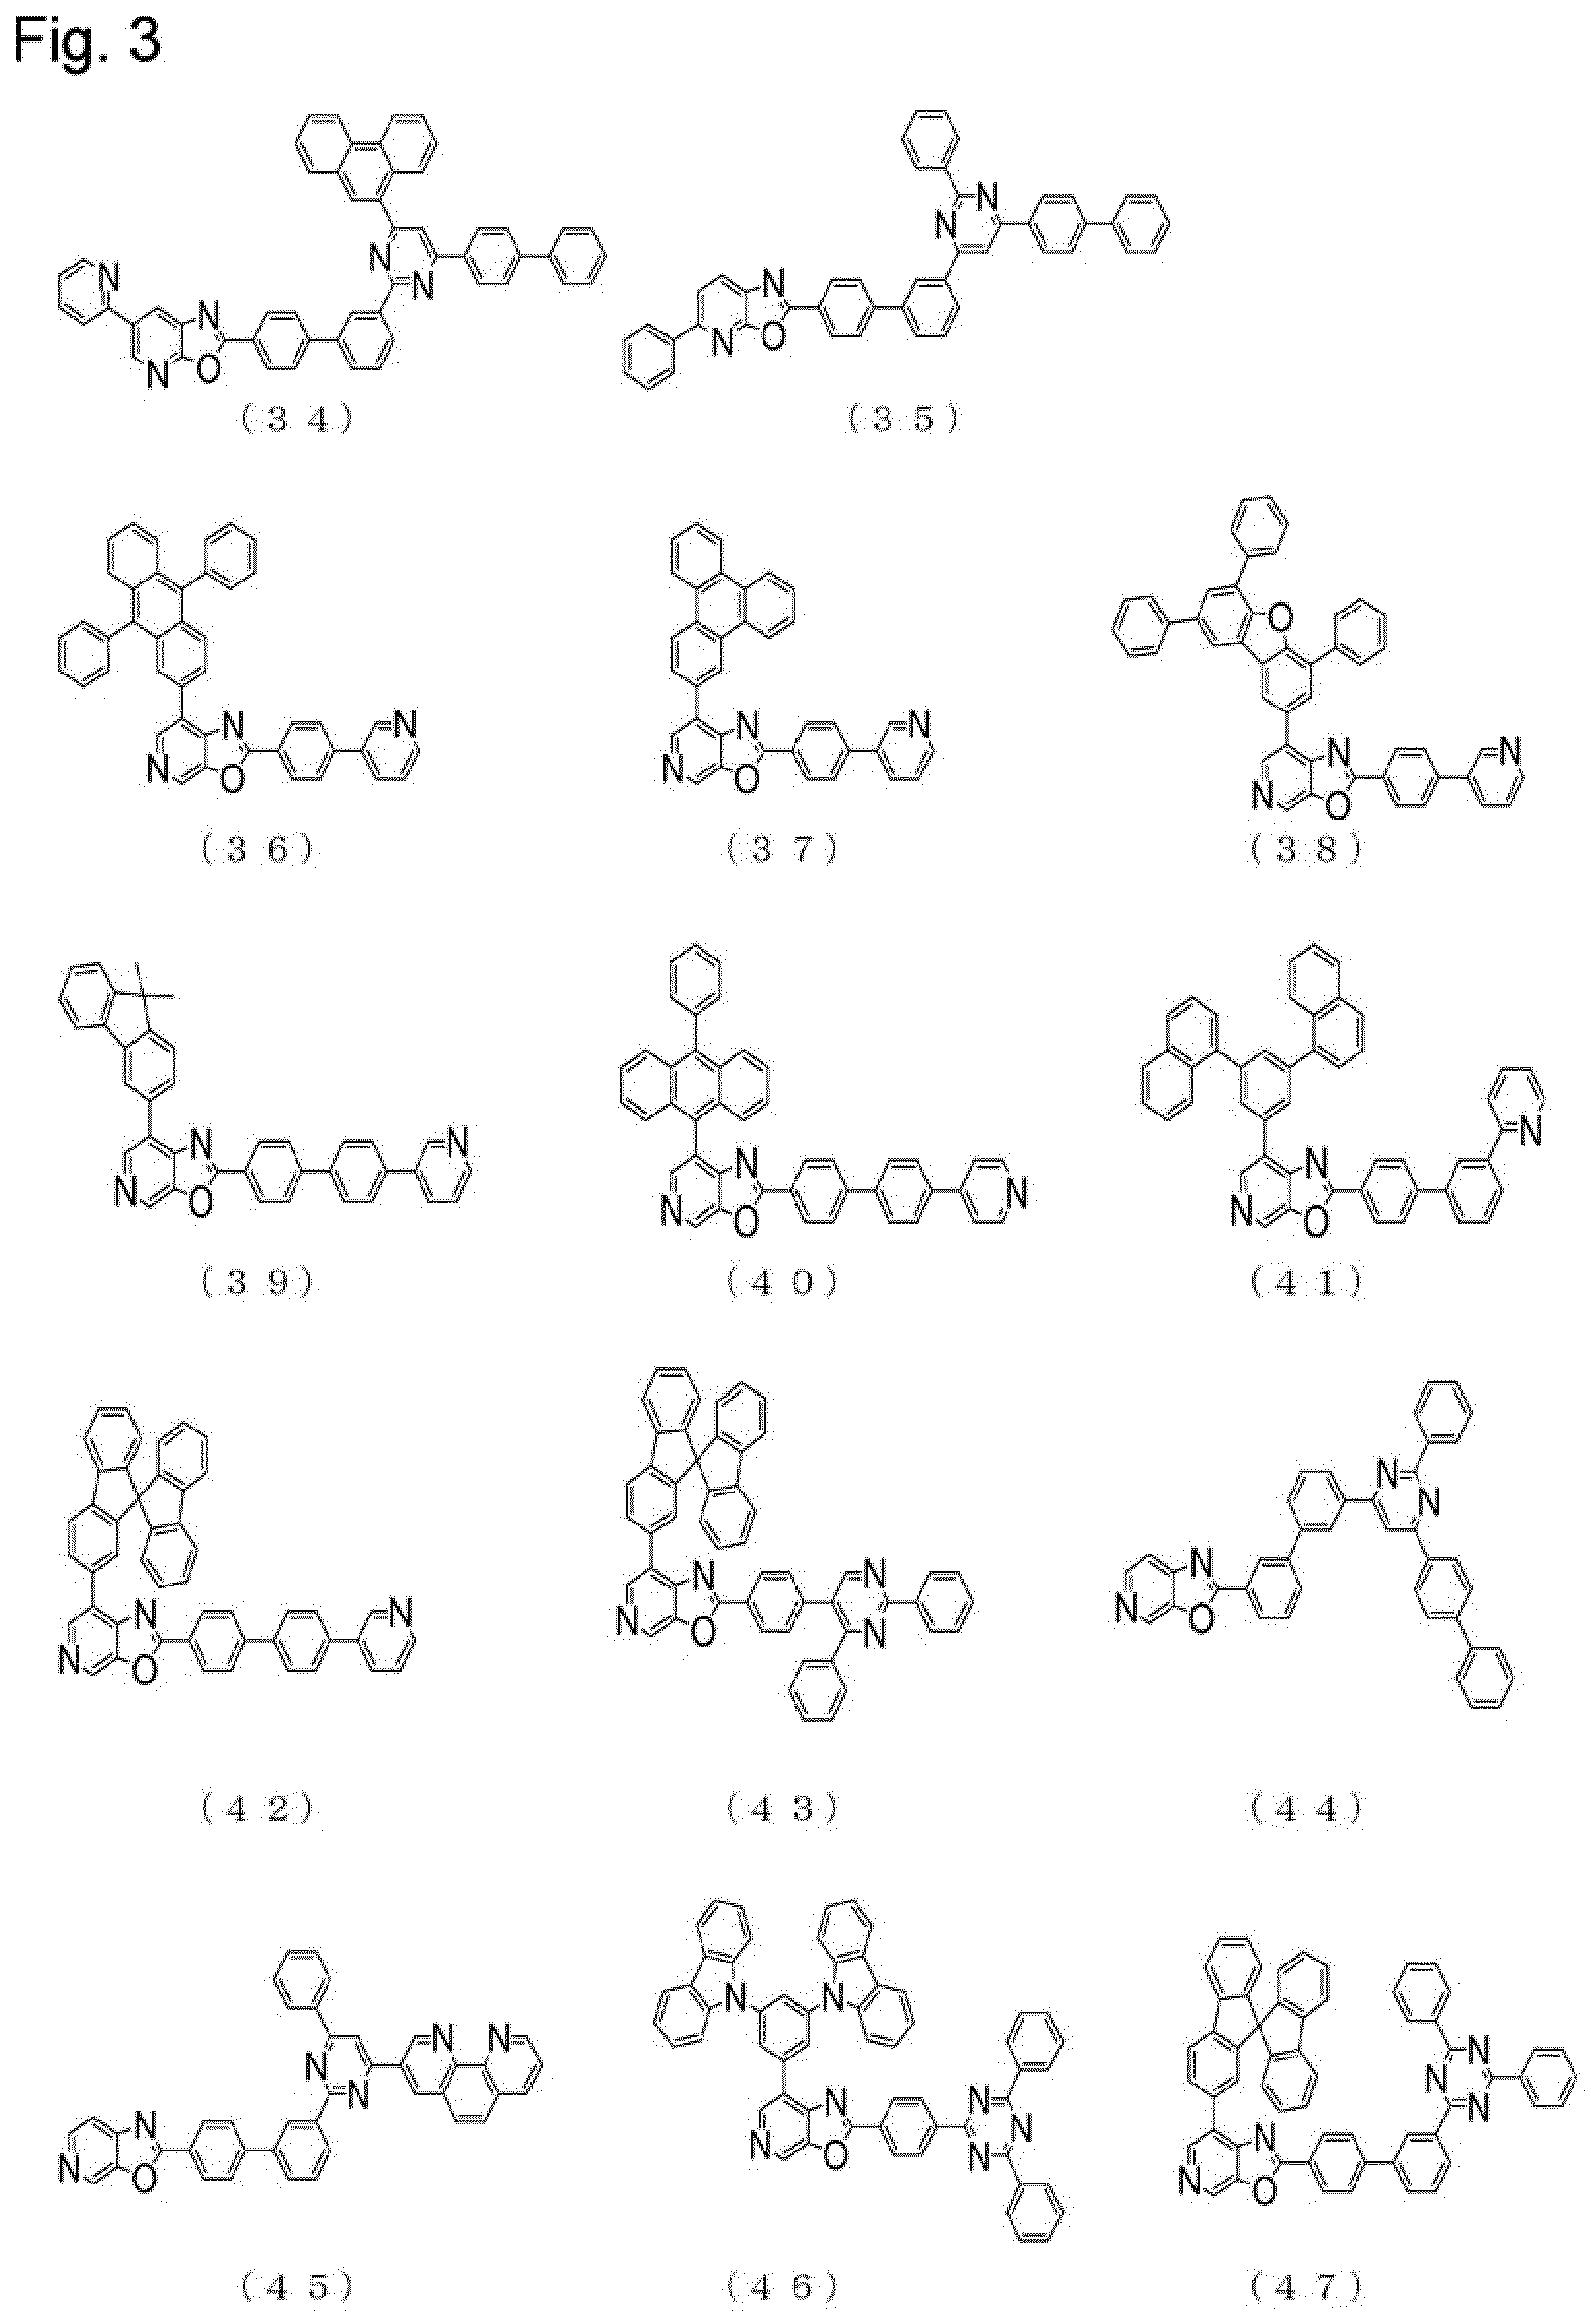 Fig. 3
N N N N N O
N N N O N
(34) (35)
N N O N
N N O N
O N N O N
(36) (37) (38)
N N O N
N N O N
N N O N
(39) (40) (41)
N N O N
N N O N N
N N O N N
(42) (43) (44)
N N O N N N N
N N N N O N N N
N N O N N N
(45) (46) (47)